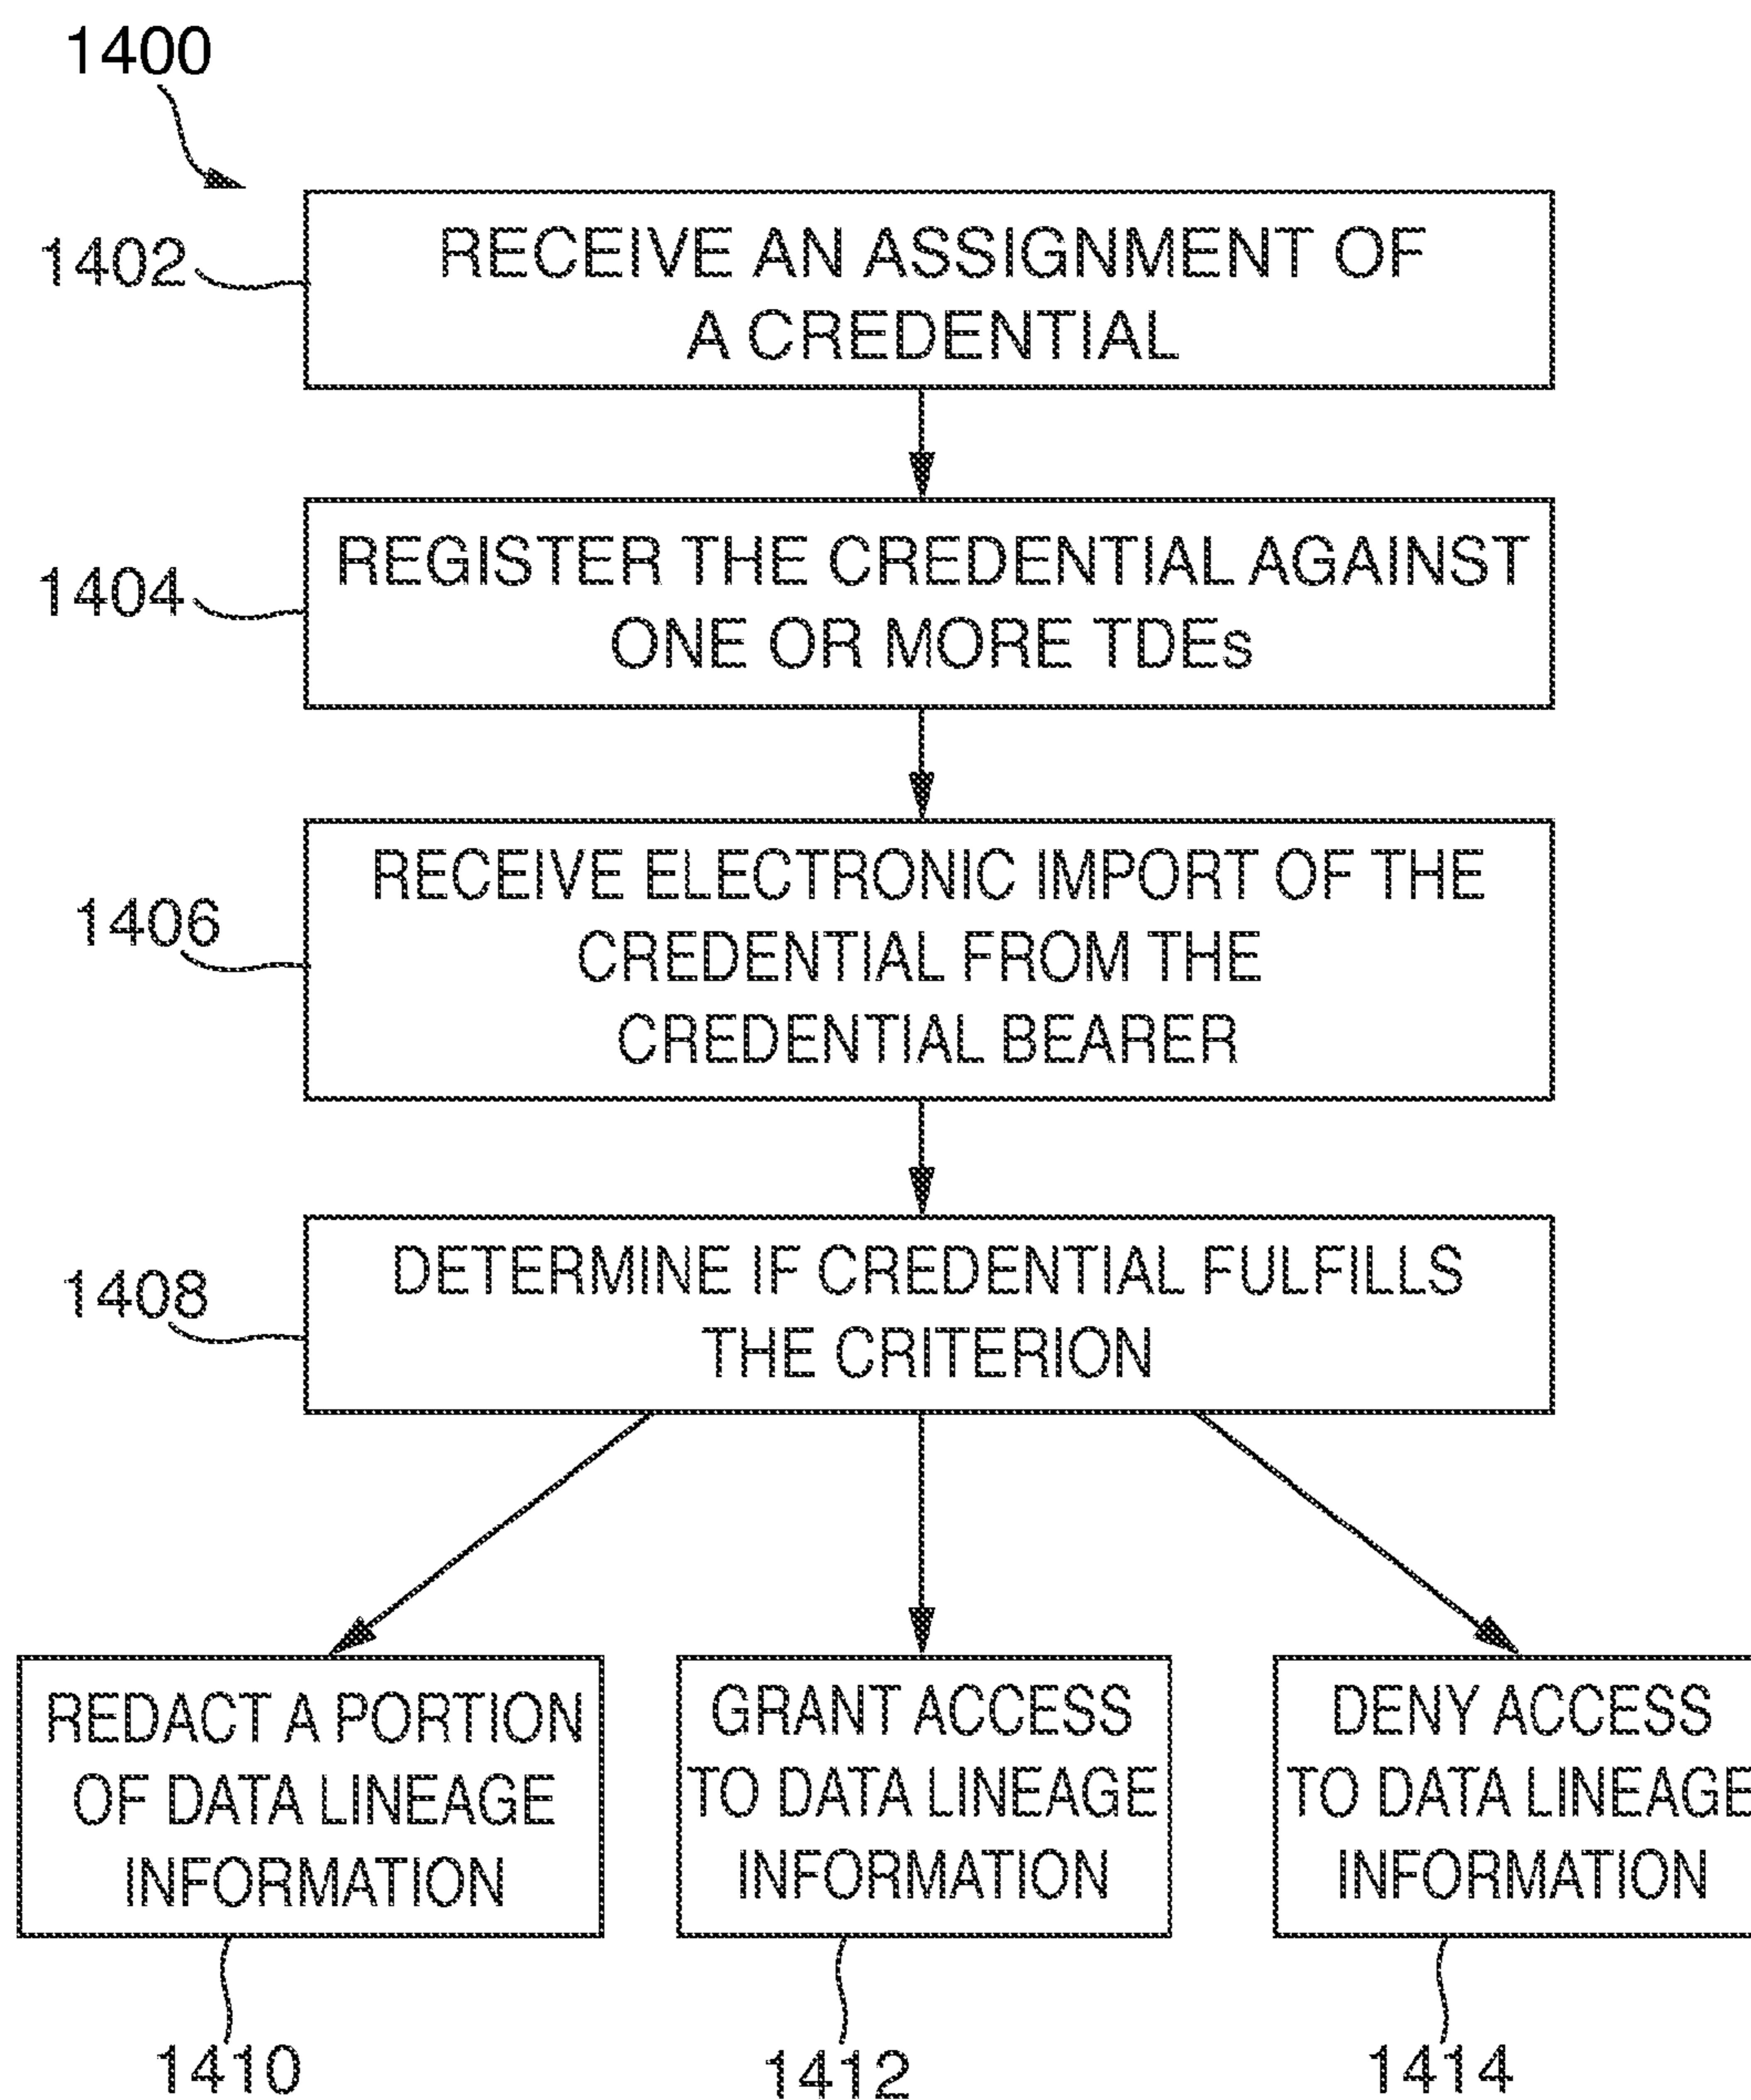 1400
1402
RECEIVE AN ASSIGNMENT OF
A CREDENTIAL
1404
REGISTER THE CREDENTIAL AGAINST
ONE OR MORE TDEs
1406
RECEIVE ELECTRONIC IMPORT OF THE
CREDENTIAL FROM THE
CREDENTIAL BEARER
1408
DETERMINE IF CREDENTIAL FULFILLS
THE CRITERION
REDACT A PORTION
OF DATA LINEAGE
INFORMATION
1410
GRANT ACCESS
TO DATA LINEAGE
INFORMATION
1412
DENY ACCESS
TO DATA LINEAGE
INFORMATION
1414